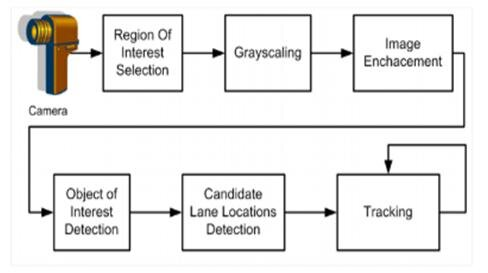 Region Of
Interest
Selection
Grayscaling
Image
Enchacement
Camera
Object of
Interest
Detection
Candidate
Lane Locations
Detection
Tracking